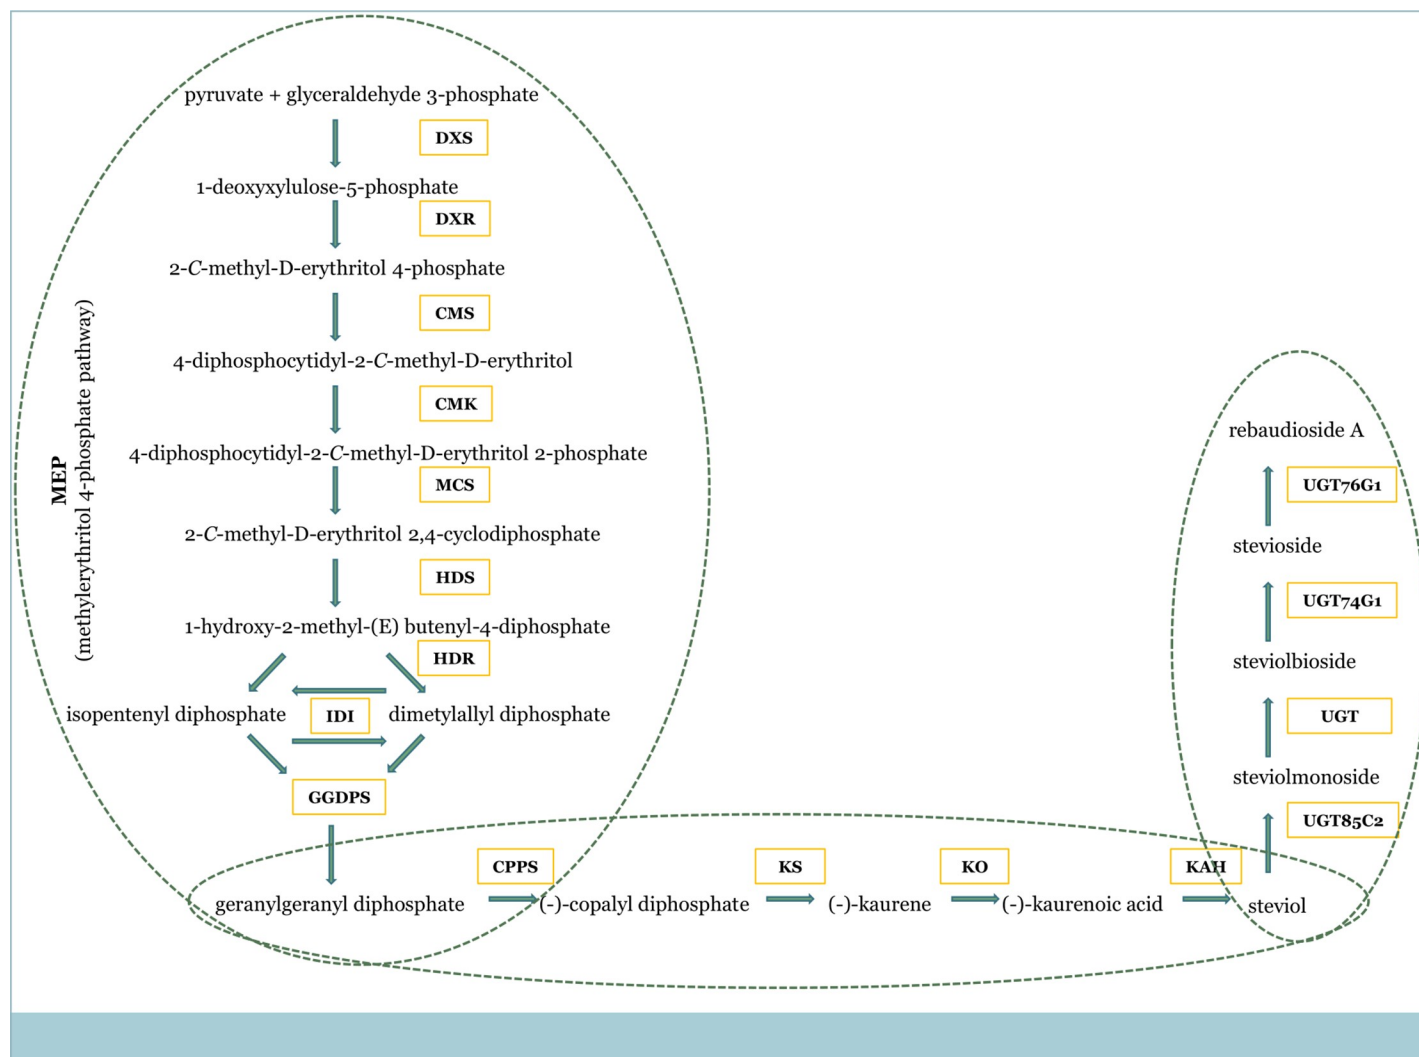 pyruvate + glyceraldehyde 3-phosphate
DXS
1-deoxyxylulose-5-phosphate
DXR
2-C-methyl-D-erythritol 4-phosphate
CMS
4-diphosphocytidyl-2-C-methyl-D-erythritol
CMK
4-diphosphocytidyl-2-C-methyl-D-erythritol 2-phosphate
MCS
2-C-methyl-D-erythritol 2,4-cyclodiphosphate
HDS
1-hydroxy-2-methyl-(E) butenyl-4-diphosphate
HDR
isopentenyl diphosphate
IDI
dimetylallyl diphosphate
GGDPS
MEP
(methylerythritol 4-phosphate pathway)
geranylgeranyl diphosphate
CPPS
(-)-copalyl diphosphate
KS
(-)-kaurene
KO
(-)-kaurenoic acid
KAH
steviol
rebaudioside A
UGT76G1
stevioside
UGT74G1
steviolbioside
UGT
steviolmonoside
UGT85C2